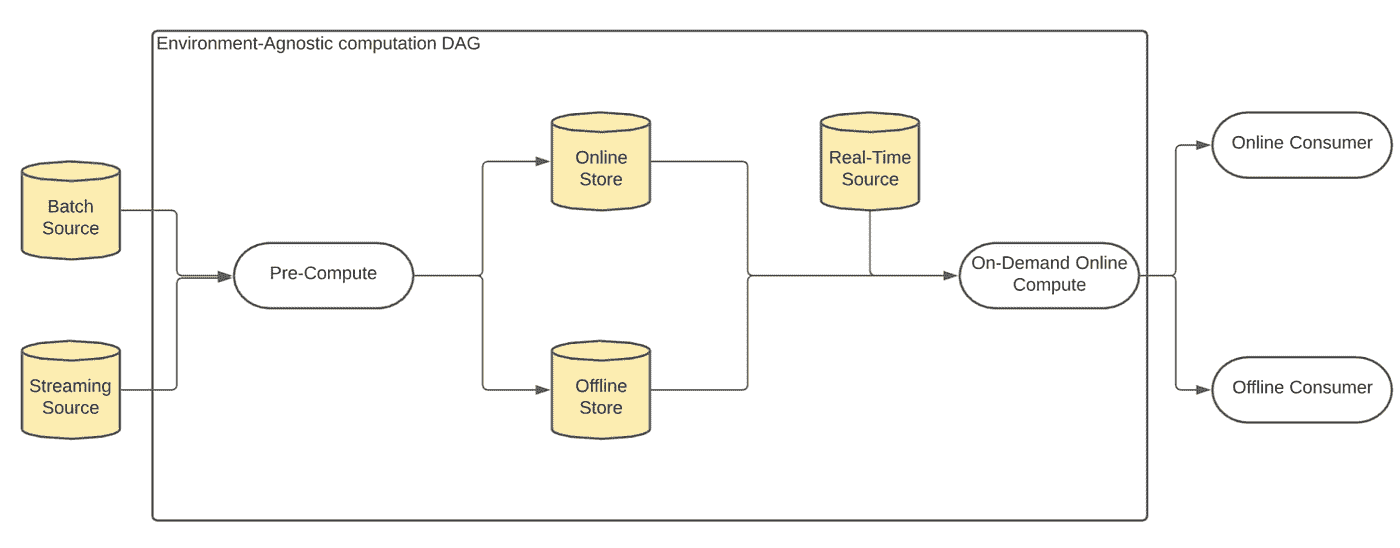 Environment-Agnostic computation DAG
Batch
Source
Streaming
Source
Pre-Compute
Online
Store
Offline
Store
Real-Time
Source
On-Demand Online
Compute
Online Consumer
Offline Consumer